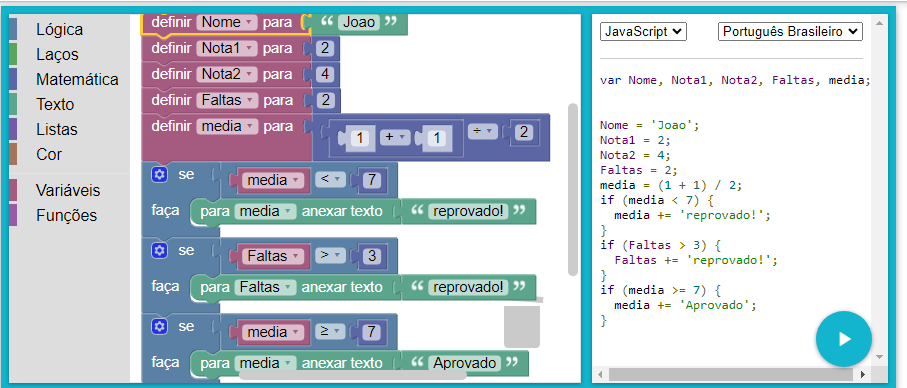 Lógica
Laços
Matemática
Texto
Listas
Cor
Variáveis
Funções
definir Nome para “ Joao ”
definir Nota1 para 2
definir Nota2 para 4
definir Faltas para 2
definir media para 1 + 1 ÷ 2
se media < 7
faça para media anexar texto “ reprovado! ”
se Faltas > 3
faça para Faltas anexar texto “ reprovado! ”
se media ≥ 7
faça para media anexar texto “ Aprovado ”
JavaScript Português Brasileiro
var Nome, Nota1, Nota2, Faltas, media;
Nome = 'Joao';
Nota1 = 2;
Nota2 = 4;
Faltas = 2;
media = (1 + 1) / 2;
if (media < 7) {
media += 'reprovado!';
}
if (Faltas > 3) {
Faltas += 'reprovado!';
}
if (media >= 7) {
media += 'Aprovado';
}